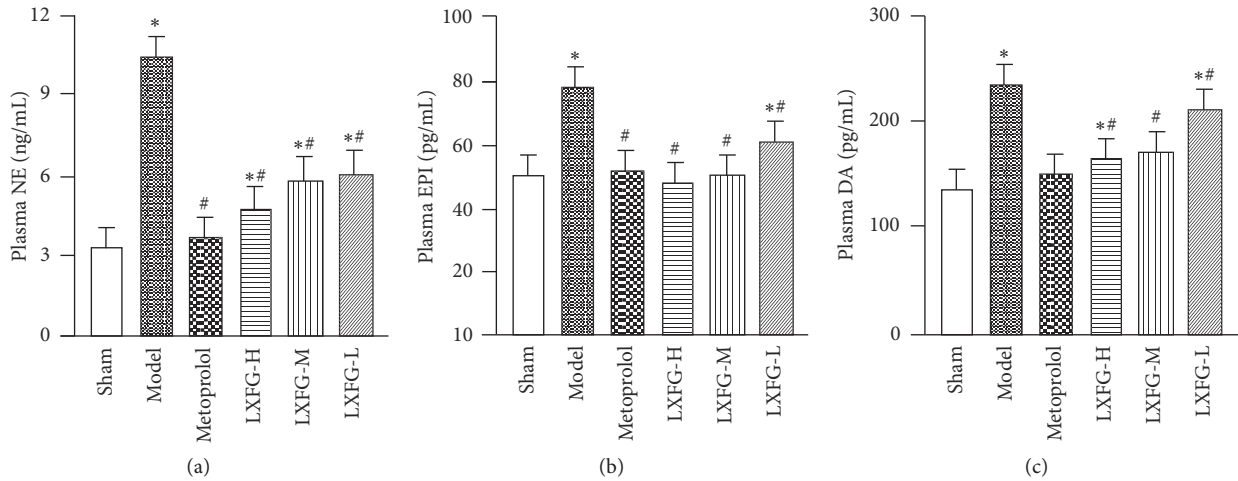 Plasma NE (ng/mL)
12
9
6
3
0
*
#
*#
*#
*#
Sham
Model
Metoprolol
LXFG-H
LXFG-M
LXFG-L
(a)
Plasma EPI (pg/mL)
100
80
60
40
20
10
*
#
#
#
*#
Sham
Model
Metoprolol
LXFG-H
LXFG-M
LXFG-L
(b)
Plasma DA (pg/mL)
300
200
100
0
*
*#
#
*#
Sham
Model
Metoprolol
LXFG-H
LXFG-M
LXFG-L
(c)